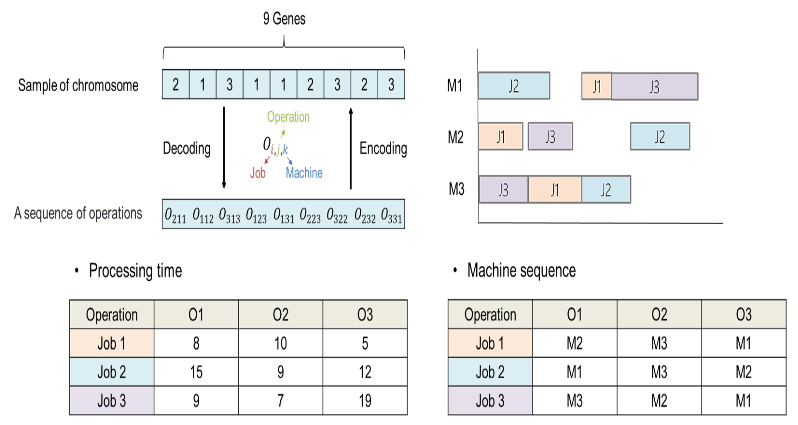 9 Genes
Sample of chromosome 2 1 3 1 1 2 3 2 3
Operation
Decoding O i,j,k Encoding
Job Machine
A sequence of operations O211 O112 O313 O123 O131 O223 O322 O232 O331
M1 J2 J1 J3
M2 J1 J3 J2
M3 J3 J1 J2
• Processing time
Operation O1 O2 O3
Job 1 8 10 5
Job 2 15 9 12
Job 3 9 7 19
• Machine sequence
Operation O1 O2 O3
Job 1 M2 M3 M1
Job 2 M1 M3 M2
Job 3 M3 M2 M1